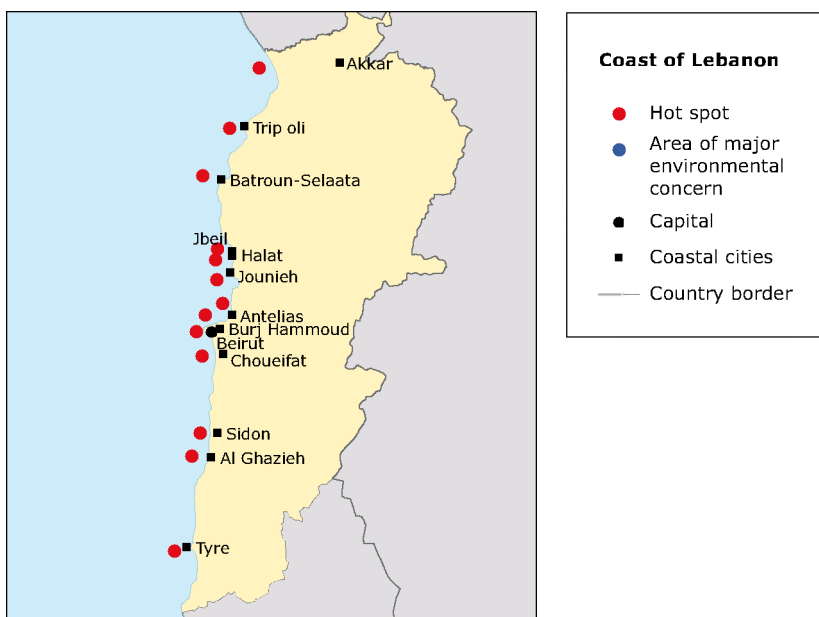 Akkar
Trip oli
Batroun-Selaata
Jbeil
Halat
Jounieh
Antelias
Burj Hammoud
Beirut
Choueifat
Sidon
Al Ghazieh
Tyre
Coast of Lebanon
Hot spot
Area of major
environmental
concern
Capital
Coastal cities
Country border